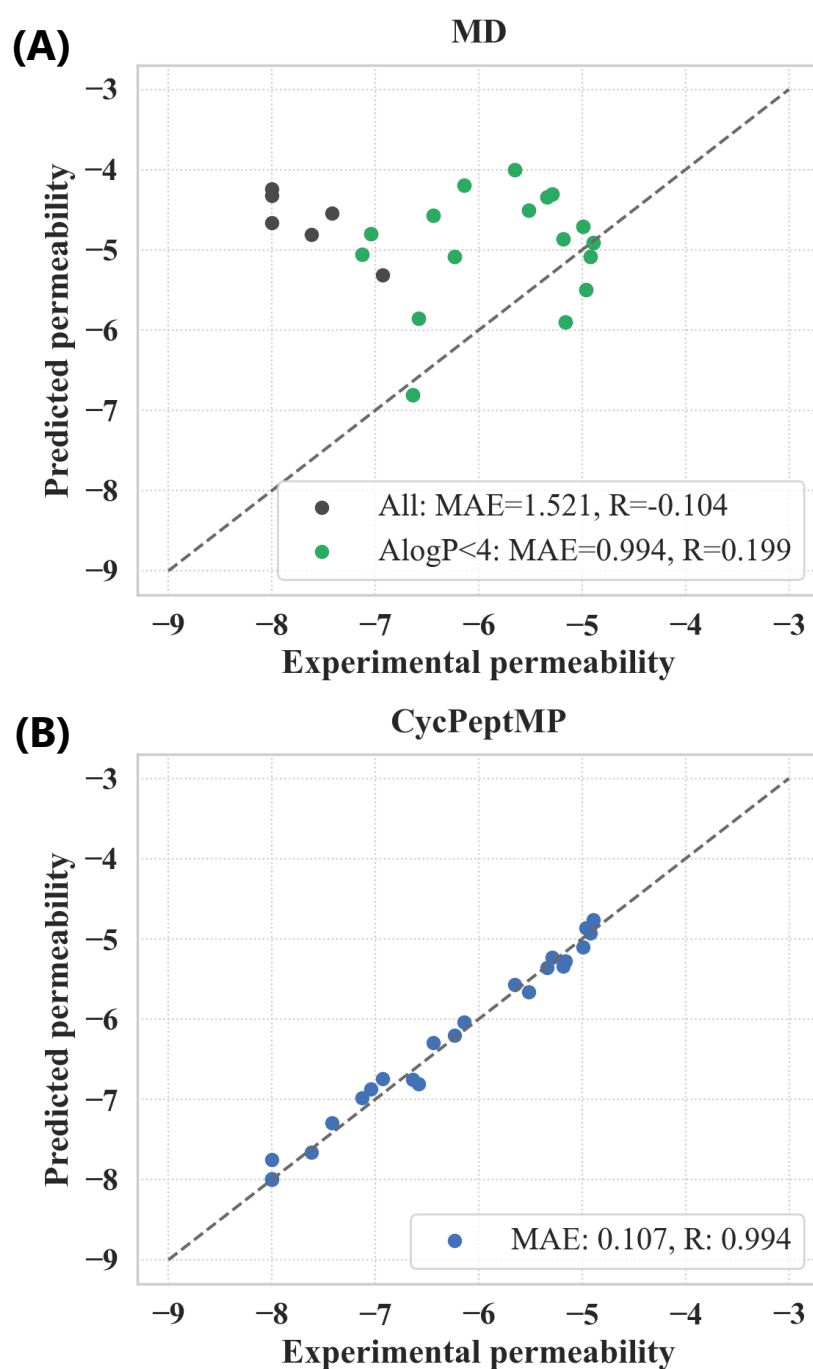 (A)
MD
Predicted permeability
−3
−4
−5
−6
−7
−8
−9
All: MAE=1.521, R=-0.104
AlogP<4: MAE=0.994, R=0.199
−9 −8 −7 −6 −5 −4 −3
Experimental permeability
(B)
CycPeptMP
Predicted permeability
−3
−4
−5
−6
−7
−8
−9
MAE: 0.107, R: 0.994
−9 −8 −7 −6 −5 −4 −3
Experimental permeability